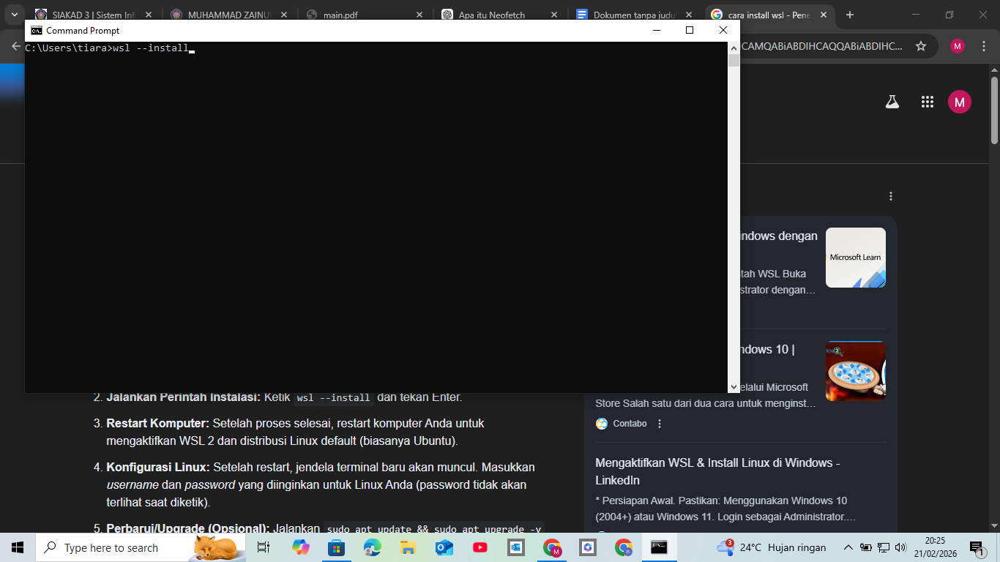 SIAKAD 3 | Sistem Inf
MUHAMMAD ZAINU
main.pdf
Apa itu Neofetch
Dokumen tanpa judu
cara install wsl - Pene
Command Prompt
CAMQABiABDIHCAQQABiABDIHC...
M
C:\Users\tiara>wsl --install
M
indows dengan
Microsoft Learn
tah WSL Buka
strator dengan...
ndows 10 |
elalui Microsoft
Store Salah satu dari dua cara untuk menginst...
Contabo
2. Jalankan Perintah Instalasi: Ketik wsl --install dan tekan Enter.
3. Restart Komputer: Setelah proses selesai, restart komputer Anda untuk
mengaktifkan WSL 2 dan distribusi Linux default (biasanya Ubuntu).
4. Konfigurasi Linux: Setelah restart, jendela terminal baru akan muncul. Masukkan
username dan password yang diinginkan untuk Linux Anda (password tidak akan
terlihat saat diketik).
5. Perbarui/Upgrade (Opsional): Jalankan sudo apt update && sudo apt upgrade -y
Mengaktifkan WSL & Install Linux di Windows -
LinkedIn
* Persiapan Awal. Pastikan: Menggunakan Windows 10
(2004+) atau Windows 11. Login sebagai Administrator....
Type here to search
3
24°C Hujan ringan
20:25
21/02/2026
1